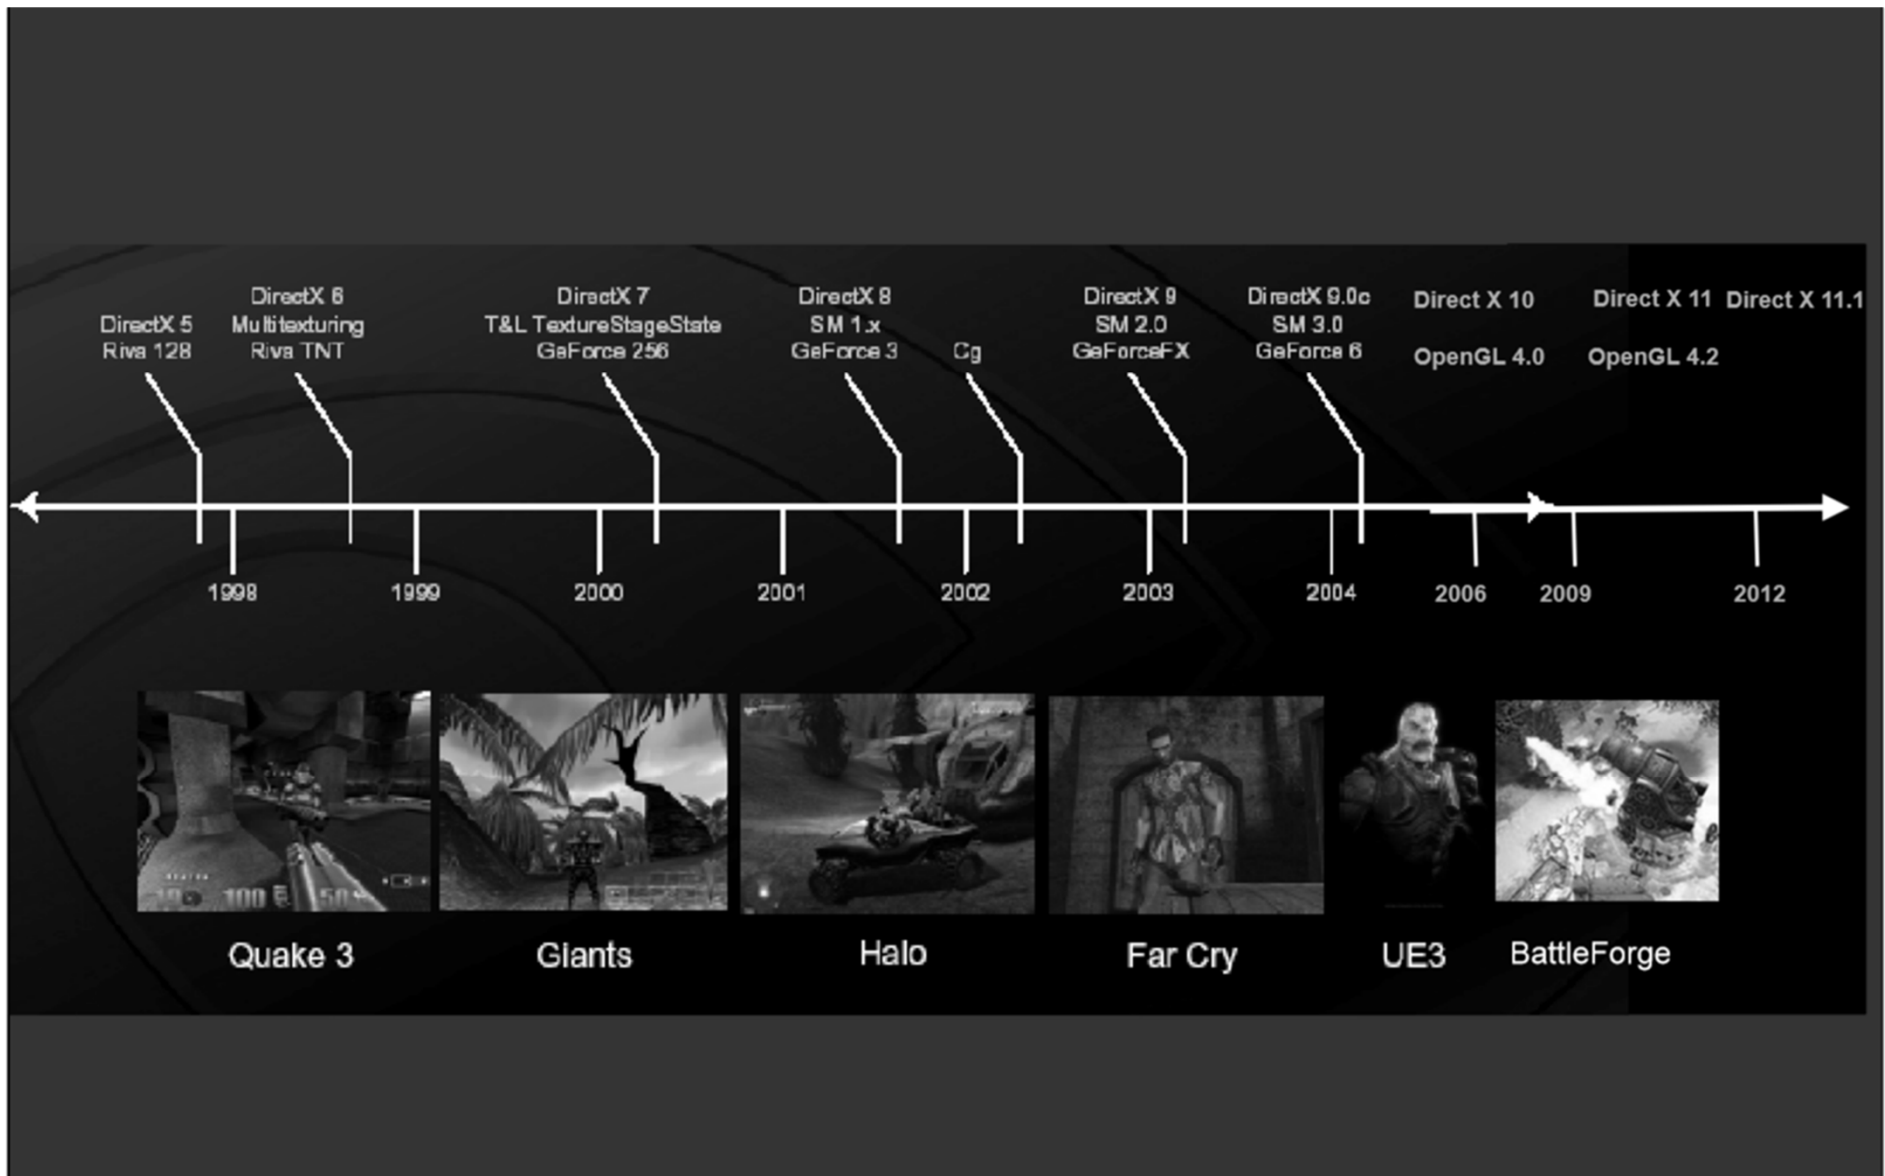 DirectX 5
Riva 128
DirectX 6
Multitexturing
Riva TNT
DirectX 7
T&L TextureStageState
GeForce 256
DirectX 8
SM 1.x
GeForce 3
Cg
DirectX 9
SM 2.0
GeForceFX
DirectX 9.0c
SM 3.0
GeForce 6
Direct X 10
OpenGL 4.0
Direct X 11
OpenGL 4.2
Direct X 11.1
1998
1999
2000
2001
2002
2003
2004
2006
2009
2012
100
50
Quake 3
Giants
Halo
Far Cry
UE3
BattleForge